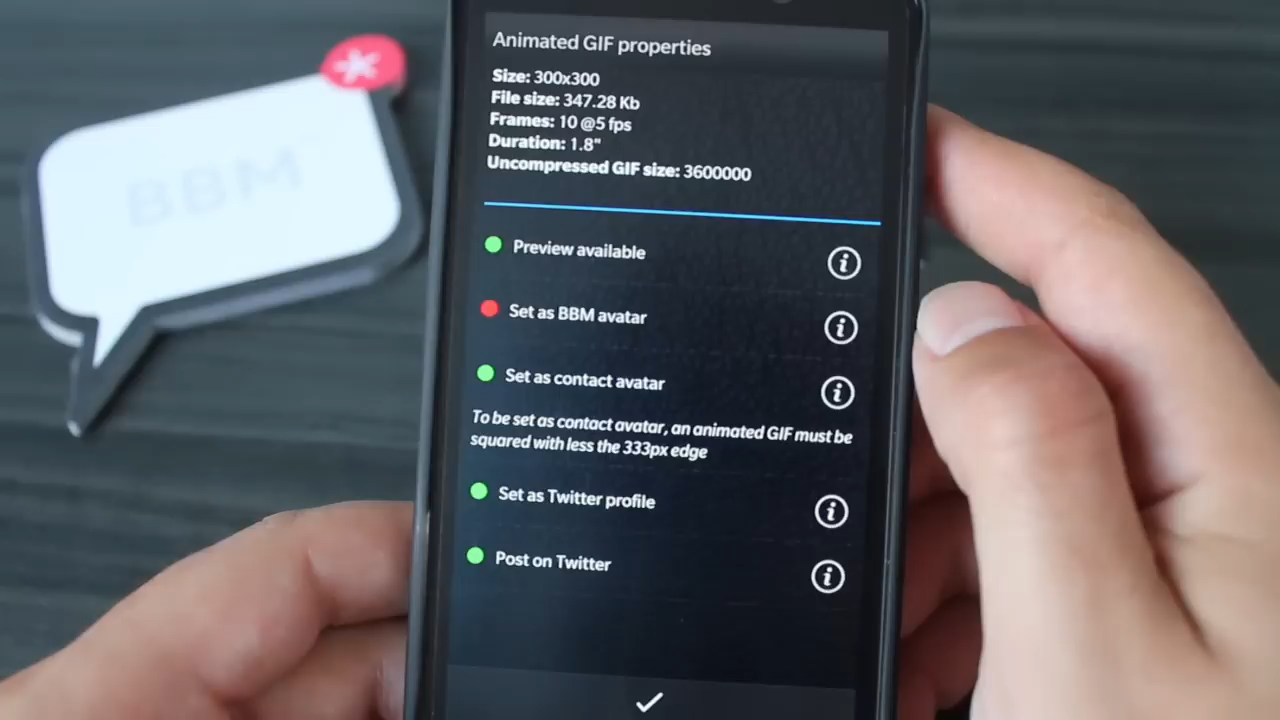 Animated GIF properties
Size: 300x300
File size: 347.28 Kb
Frames: 10 @5 fps
Duration: 1.8"
Uncompressed GIF size: 3600000
Preview available
Set as BBM avatar
Set as contact avatar
To be set as contact avatar, an animated GIF must be
squared with less the 333px edge
Set as Twitter profile
Post on Twitter
BBM